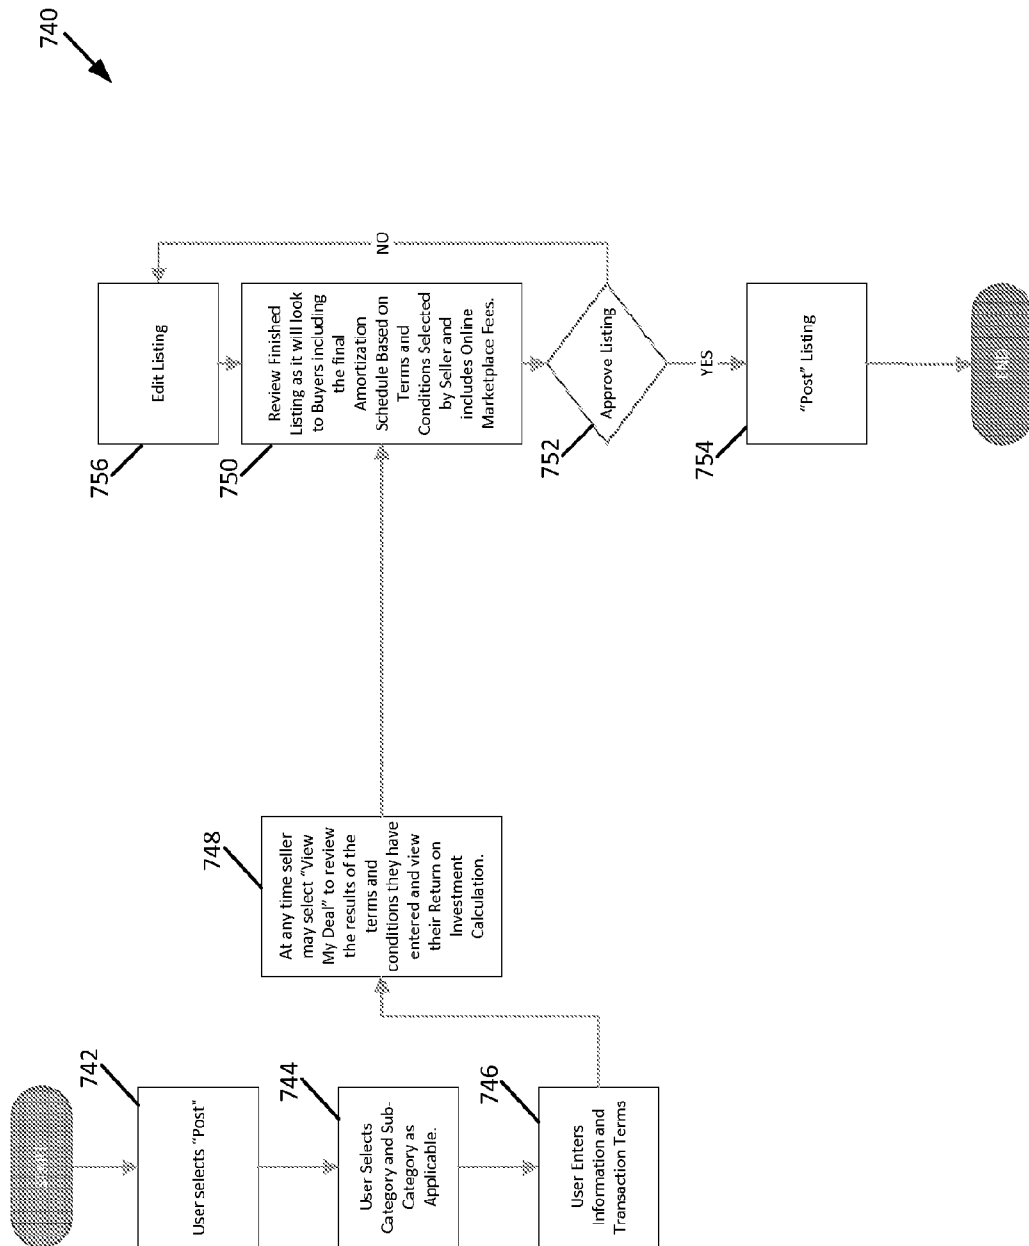 740
742
User selects “Post"
744
User Selects
Category and Sub-
Category as
Applicable.
746
User Enters
Information and
Transaction Terms
748
At any time seller
may select “View
My Deal” to review
the results of the
terms and
conditions they have
entered and view
their Return on
Investment
Calculation.
756
Edit Listing
750
Review Finished
Listing as it will look
to Buyers including
the final
Amortization
Schedule Based on
Terms and
Conditions Selected
by Seller and
includes Online
Marketplace Fees.
NO
752
Approve Listing
YES
754
“Post” Listing
END